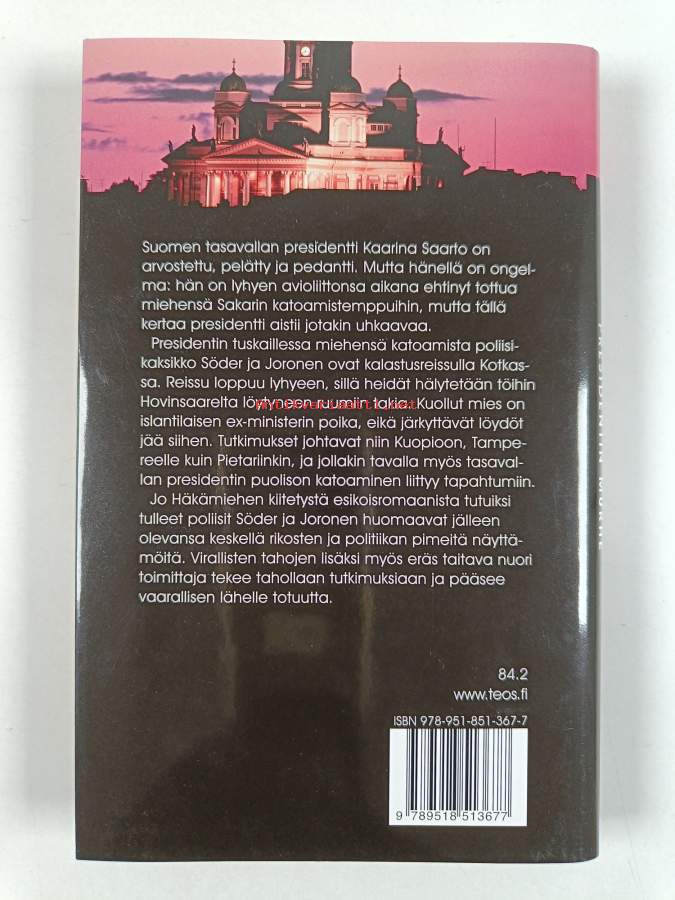 Suomen tasavallan presidentti Kaarina Saarto on
arvostettu, pelätty ja pedantti. Mutta hänellä on ongel-
ma: hän on lyhyen avioliittonsa aikana ehtinyt tottua
miehensä Sakarin katoamistemppuihin, mutta tällä
kertaa presidentti aistii jotakin uhkaavaa.
Presidentin tuskaillessa miehensä katoamista poliisi-
kaksikko Söder ja Joronen ovat kalastusreissulla Kotkas-
sa. Reissu loppuu lyhyeen, sillä heidät hälytetään töihin
Hovinsaarelta löytyneen ruumiin takia. Kuollut mies on
islantilaisen ex-ministerin poika, eikä järkyttävät löydöt
jää siihen. Tutkimukset johtavat niin Kuopioon, Tampe-
reelle kuin Pietariinkin, ja jollakin tavalla myös tasaval-
lan presidentin puolison katoaminen liittyy tapahtumiin.
Jo Häkämiehen kiitetystä esikoisromaanista tutuiksi
tulleet poliisit Söder ja Joronen huomaavat jälleen
olevansa keskellä rikosten ja politiikan pimeitä näyttä-
möitä. Virallisten tahojen lisäksi myös eräs taitava nuori
toimittaja tekee tahollaan tutkimuksiaan ja pääsee
vaarallisen lähelle totuutta.
84.2
www.teos.fi
ISBN 978-951-851-367-7
9 789518 513677